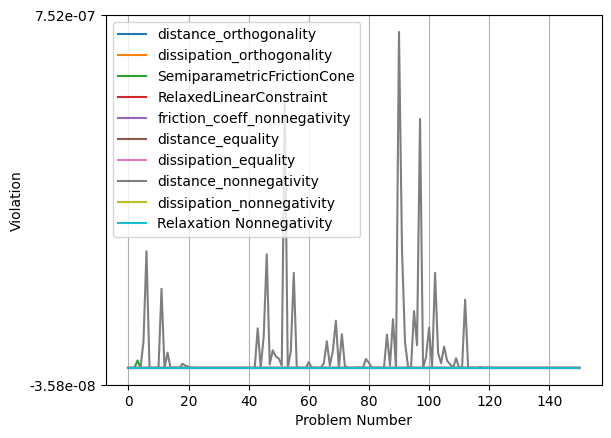 7.52e-07
distance_orthogonality
dissipation_orthogonality
SemiparametricFrictionCone
RelaxedLinearConstraint
friction_coeff_nonnegativity
distance_equality
dissipation_equality
distance_nonnegativity
dissipation_nonnegativity
Relaxation Nonnegativity
Violation
-3.58e-08
0 20 40 60 80 100 120 140
Problem Number